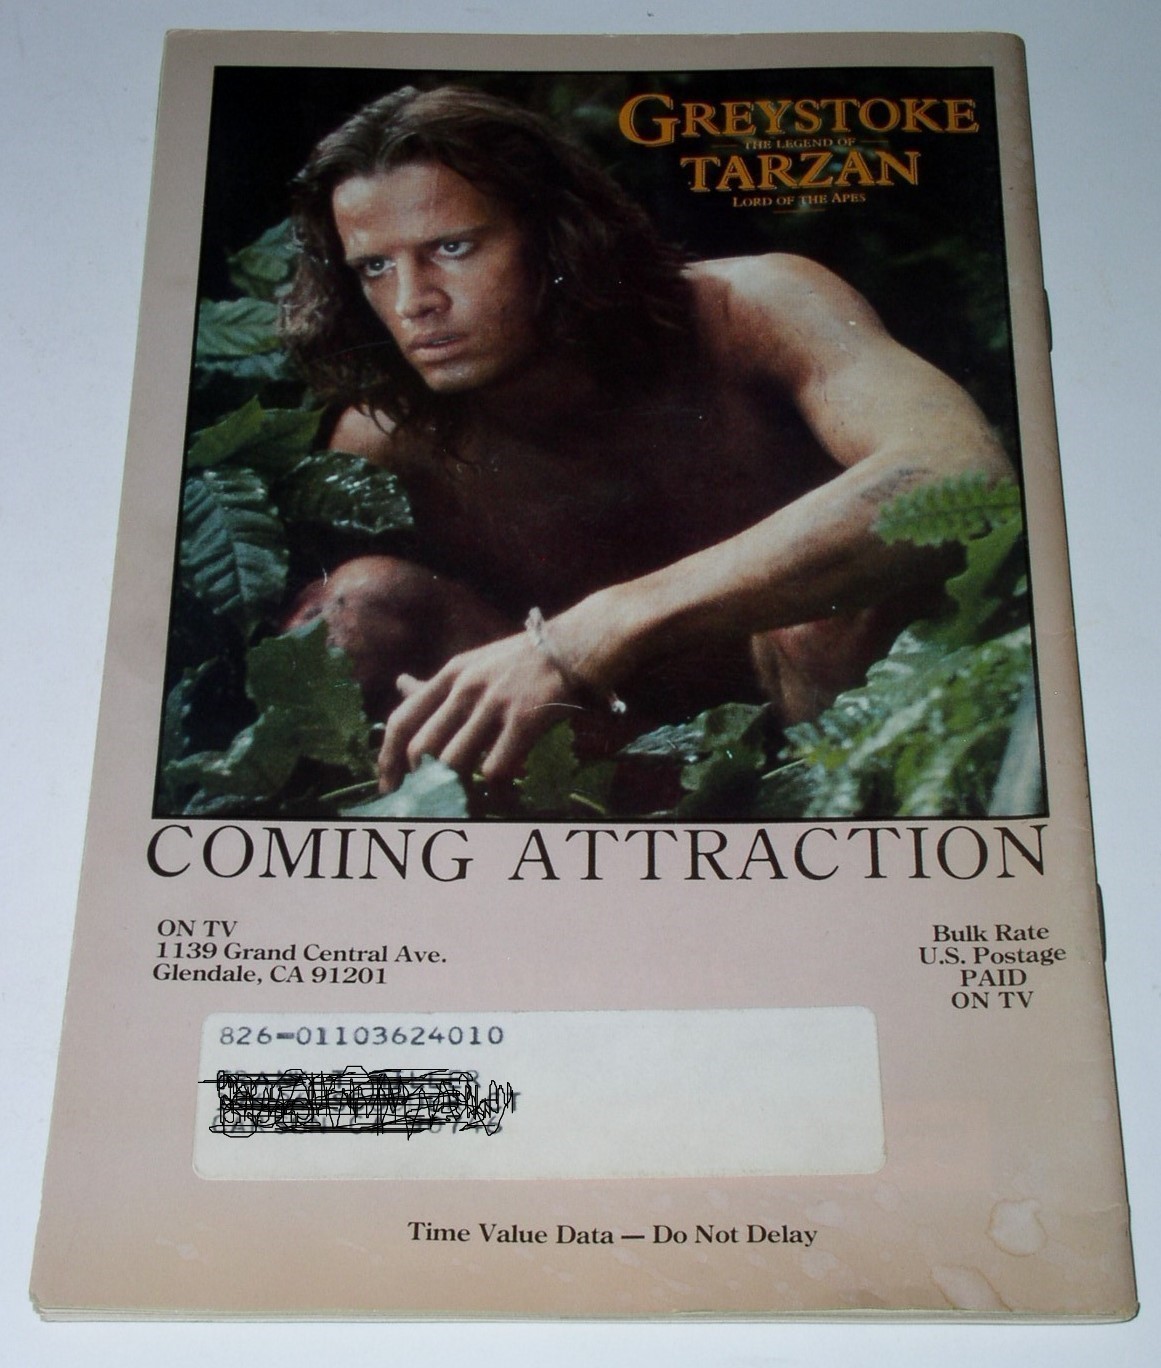 GREYSTOKE
THE LEGEND OF
TARZAN
LORD OF THE APES
COMING ATTRACTION
ON TV
1139 Grand Central Ave.
Glendale, CA 91201
Bulk Rate
U.S. Postage
PAID
ON TV
826-01103624010
Time Value Data — Do Not Delay